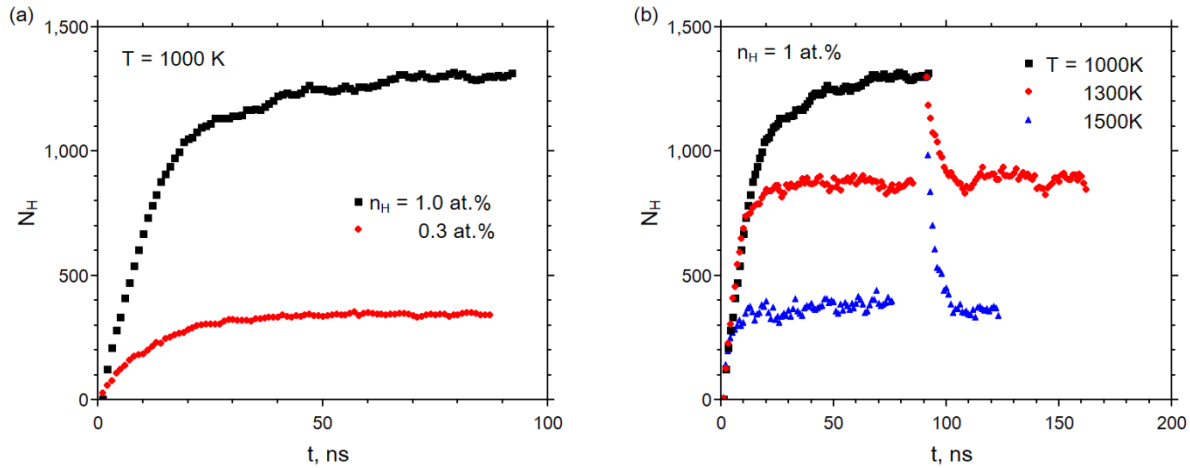 (a)
1,500
1,000
500
0
N_H
T = 1000 K
n_H = 1.0 at.%
0.3 at.%
0 50 100
t, ns
(b)
1,500
1,000
500
0
N_H
n_H = 1 at.%
T = 1000K
1300K
1500K
0 50 100 150 200
t, ns